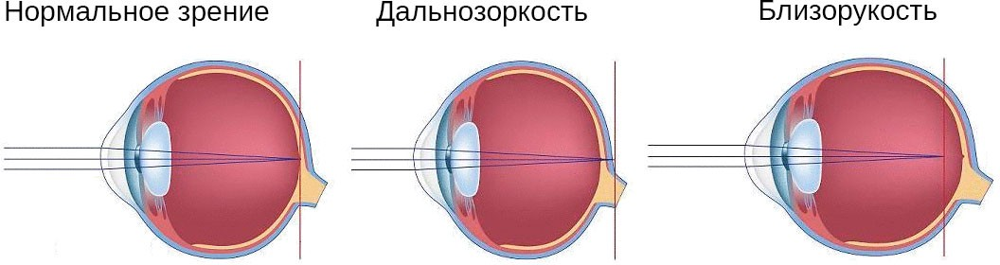 Нормальное зрение
Дальнозоркость
Близорукость